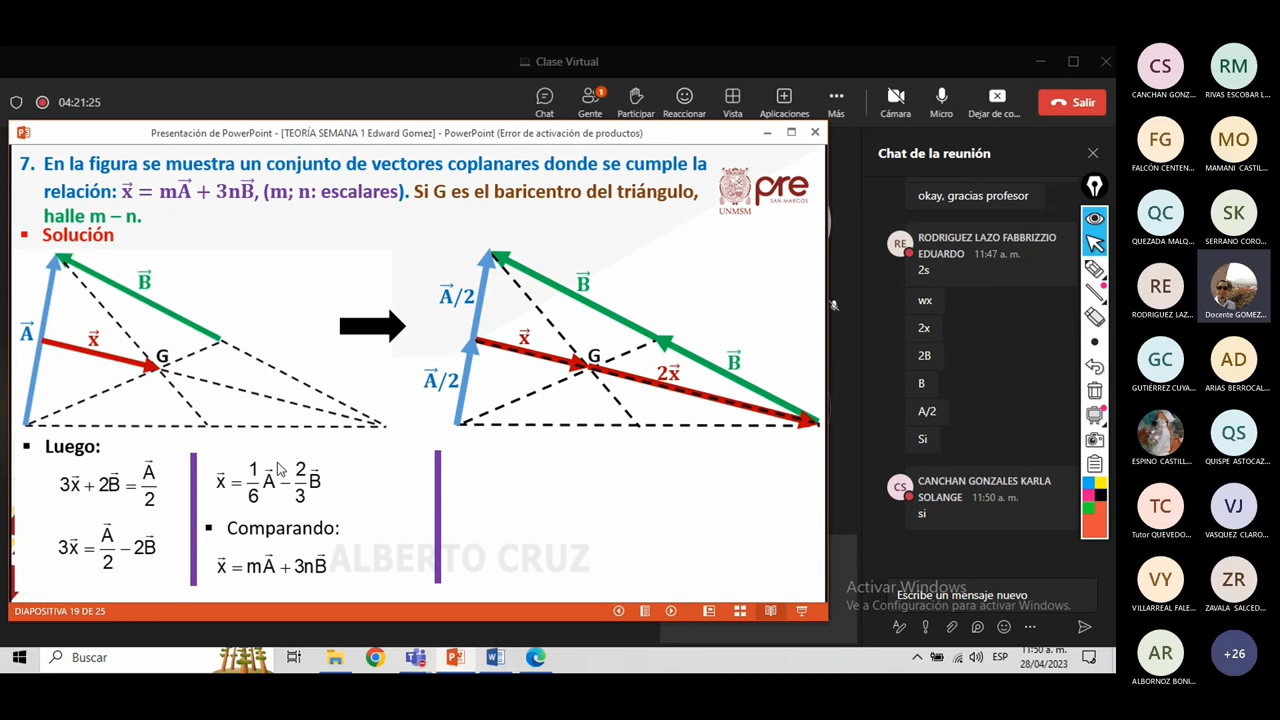 Clase Virtual
04:21:25
1
Chat
Gente
Participar
Reaccionar
Vista
Aplicaciones
Más
Cámara
Micro
Dejar de co...
Salir
Presentación de PowerPoint - [TEORÍA SEMANA 1 Edward Gomez] - PowerPoint (Error de activación de productos)
7. En la figura se muestra un conjunto de vectores coplanares donde se cumple la
relación: x⃗ = mA⃗ + 3nB⃗, (m; n: escalares). Si G es el baricentro del triángulo,
halle m – n.
UNMSM
pre
SAN MARCOS
▪ Solución
B⃗
A⃗
x⃗
G
A⃗/2
A⃗/2
B⃗
x⃗
G
2x⃗
B⃗
▪ Luego:
3x⃗ + 2B⃗ = A⃗/2
3x⃗ = A⃗/2 − 2B⃗
x⃗ = 1/6 A⃗ − 2/3 B⃗
▪ Comparando:
x⃗ = mA⃗ + 3nB⃗
ALBERTO CRUZ
DIAPOSITIVA 19 DE 25
Chat de la reunión
okay, gracias profesor
RE
RODRIGUEZ LAZO FABBRIZZIO
EDUARDO 11:47 a. m.
2s
wx
2x
2B
B
A/2
Si
CS
CANCHAN GONZALES KARLA
SOLANGE 11:50 a. m.
si
Activar Windows
Ve a Configuración para activar Windows.
Escribe un mensaje nuevo
CS
CANCHAN GONZ...
RM
RIVAS ESCOBAR L...
FG
FALCÓN CENTEN...
MO
MAMANI CASTIL...
QC
QUEZADA MALQ...
SK
SERRANO CORO...
RE
RODRIGUEZ LAZ...
Docente GOMEZ...
GC
GUTIÉRREZ CUYA...
AD
ARIAS BERROCAL...
ESPINO CASTILL...
QS
QUISPE ASTOCAZ...
TC
Tutor QUEVEDO...
VJ
VASQUEZ CLARO...
VY
VILLARREAL FALE...
ZR
ZAVALA SALCED...
AR
ALBORNOZ BONI...
+26
Buscar
ESP
11:50 a. m.
28/04/2023